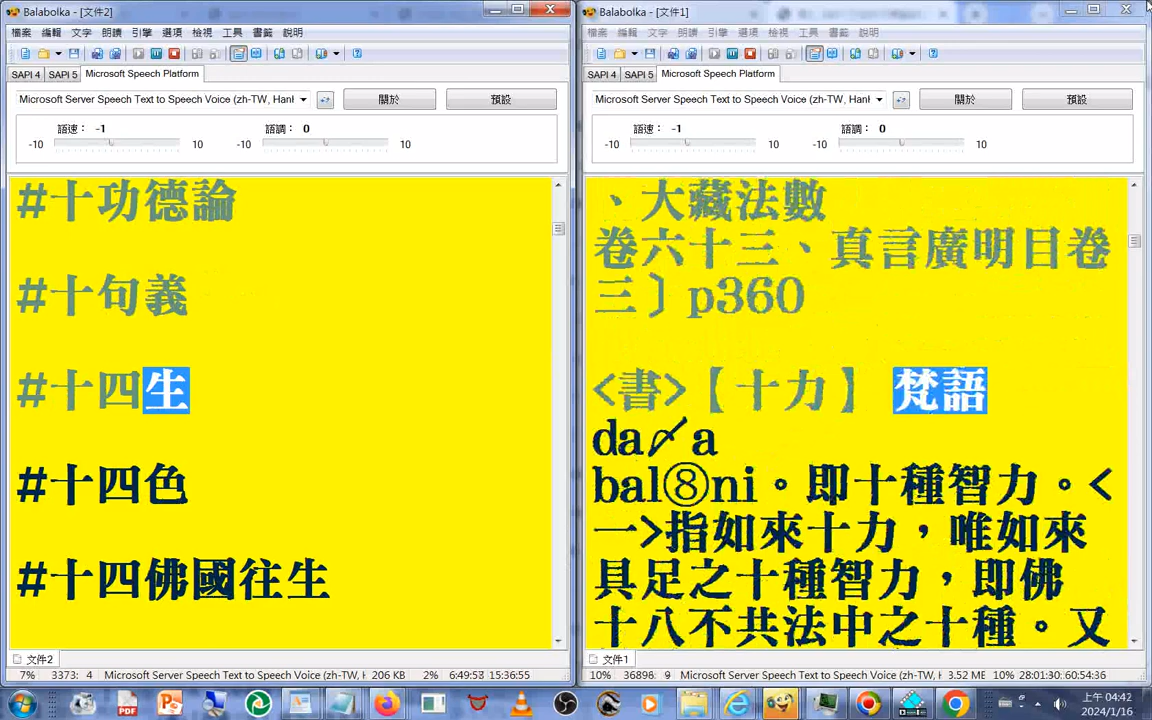 Balabolka - [文件2]
檔案 編輯 文字 朗讀 引擎 選項 檢視 工具 書籤 說明
SAPI 4 SAPI 5 Microsoft Speech Platform
Microsoft Server Speech Text to Speech Voice (zh-TW, Hanl
關於
預設
語速： -1
語調： 0
-10 10 -10 10
#十功德論
#十句義
#十四生
#十四色
#十四佛國往生
文件2
7% 3373: 4 Microsoft Server Speech Text to Speech Voice (zh-TW, Hanl 206 KB 2% 6:49:53 15:36:55
Balabolka - [文件1]
檔案 編輯 文字 朗讀 引擎 選項 檢視 工具 書籤 說明
SAPI 4 SAPI 5 Microsoft Speech Platform
Microsoft Server Speech Text to Speech Voice (zh-TW, Hanl
關於
預設
語速： -1
語調： 0
-10 10 -10 10
、大藏法數
卷六十三、真言廣明目卷
三〕p360
<書>【十力】 梵語
da〆a
bal⑧ni。即十種智力。<
一>指如來十力，唯如來
具足之十種智力，即佛
十八不共法中之十種。又
文件1
10% 36896: 9 Microsoft Server Speech Text to Speech Voice (zh-TW, Hanl 3.52 ME 10% 28:01:30 60:54:36
上午 04:42
2024/1/16